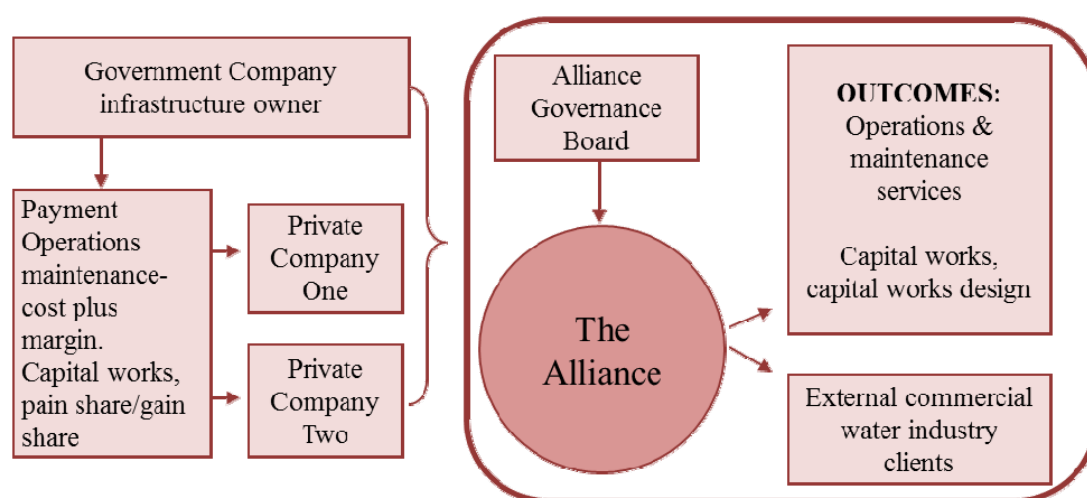 Government Company
infrastructure owner
Payment
Operations
maintenance-
cost plus
margin.
Capital works,
pain share/gain
share
Private
Company
One
Private
Company
Two
Alliance
Governance
Board
The
Alliance
OUTCOMES:
Operations &
maintenance
services
Capital works,
capital works design
External commercial
water industry
clients